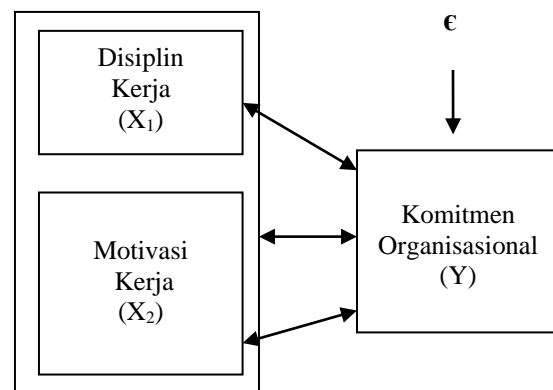 Disiplin
Kerja
(X₁)
Motivasi
Kerja
(X₂)
є
Komitmen
Organisasional
(Y)